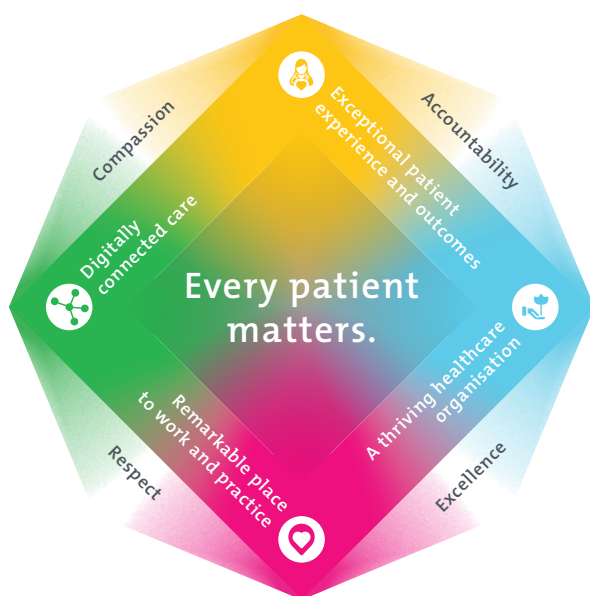 Compassion
Accountability
Exceptional patient
experience and outcomes
Digitally
connected care
Every patient
matters.
A thriving healthcare
organisation
Remarkable place
to work and practice
Respect
Excellence